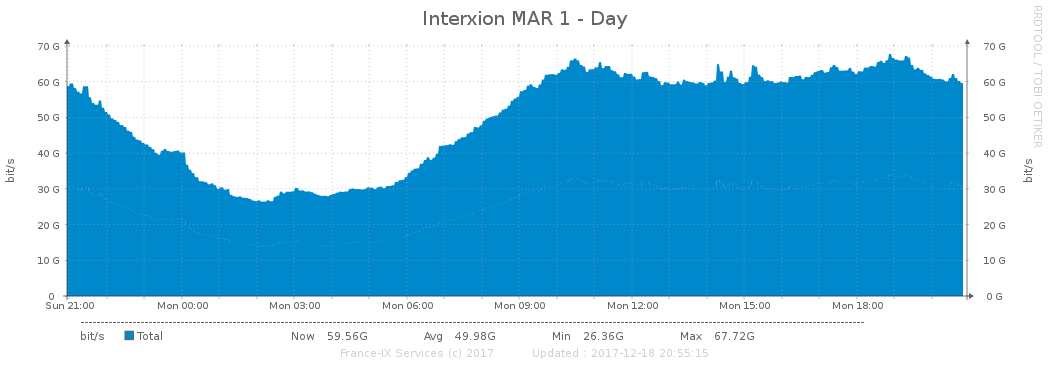 Interxion MAR 1 - Day
RRDTOOL / TOBI OETIKER
bit/s
bit/s
70 G
60 G
50 G
40 G
30 G
20 G
10 G
0
70 G
60 G
50 G
40 G
30 G
20 G
10 G
0 G
Sun 21:00 Mon 00:00 Mon 03:00 Mon 06:00 Mon 09:00 Mon 12:00 Mon 15:00 Mon 18:00
bit/s Total Now 59.56G Avg 49.98G Min 26.36G Max 67.72G
France-IX Services (c) 2017 Updated : 2017-12-18 20:55:15